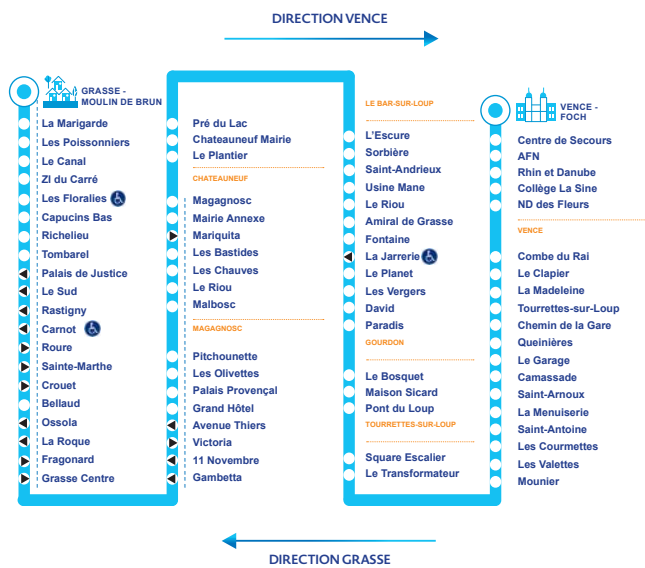 DIRECTION VENCE
GRASSE -
MOULIN DE BRUN
La Marigarde
Les Poissonniers
Le Canal
ZI du Carré
Les Floralies
Capucins Bas
Richelieu
Tombarel
Palais de Justice
Le Sud
Rastigny
Carnot
Roure
Sainte-Marthe
Crouet
Bellaud
Ossola
La Roque
Fragonard
Grasse Centre
Pré du Lac
Chateauneuf Mairie
Le Plantier
CHATEAUNEUF
Magagnosc
Mairie Annexe
Mariquita
Les Bastides
Les Chauves
Le Riou
Malbosc
MAGAGNOSC
Pitchounette
Les Olivettes
Palais Provençal
Grand Hôtel
Avenue Thiers
Victoria
11 Novembre
Gambetta
LE BAR-SUR-LOUP
L'Escure
Sorbière
Saint-Andrieux
Usine Mane
Le Riou
Amiral de Grasse
Fontaine
La Jarrerie
Le Planet
Les Vergers
David
Paradis
GOURDON
Le Bosquet
Maison Sicard
Pont du Loup
TOURRETTES-SUR-LOUP
Square Escalier
Le Transformateur
VENCE -
FOCH
Centre de Secours
AFN
Rhin et Danube
Collège La Sine
ND des Fleurs
VENCE
Combe du Rai
Le Clapier
La Madeleine
Tourrettes-sur-Loup
Chemin de la Gare
Queinières
Le Garage
Camassade
Saint-Arnoux
La Menuiserie
Saint-Antoine
Les Courmettes
Les Valettes
Mounier
DIRECTION GRASSE